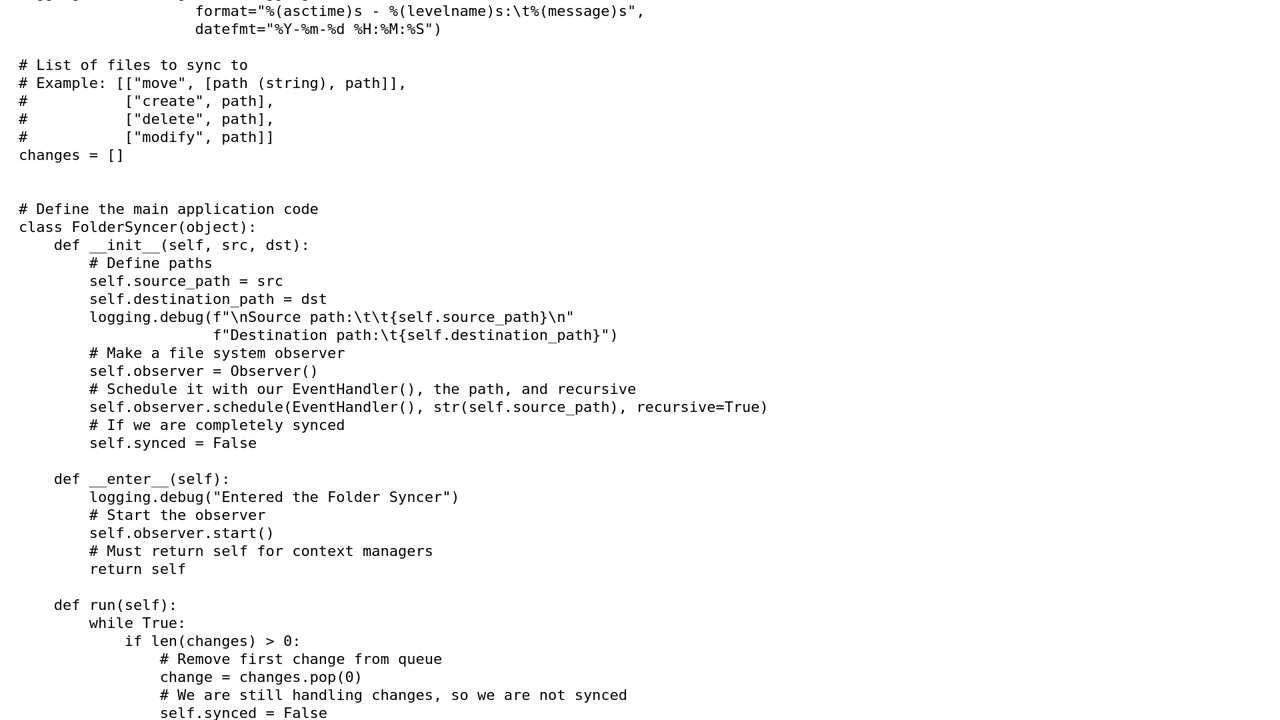 format="%(asctime)s - %(levelname)s:\t%(message)s",
datefmt="%Y-%m-%d %H:%M:%S")

# List of files to sync to
# Example: [["move", [path (string), path]],
#           ["create", path],
#           ["delete", path],
#           ["modify", path]]
changes = []


# Define the main application code
class FolderSyncer(object):
    def __init__(self, src, dst):
        # Define paths
        self.source_path = src
        self.destination_path = dst
        logging.debug(f"\nSource path:\t\t{self.source_path}\n"
                      f"Destination path:\t{self.destination_path}")
        # Make a file system observer
        self.observer = Observer()
        # Schedule it with our EventHandler(), the path, and recursive
        self.observer.schedule(EventHandler(), str(self.source_path), recursive=True)
        # If we are completely synced
        self.synced = False

    def __enter__(self):
        logging.debug("Entered the Folder Syncer")
        # Start the observer
        self.observer.start()
        # Must return self for context managers
        return self

    def run(self):
        while True:
            if len(changes) > 0:
                # Remove first change from queue
                change = changes.pop(0)
                # We are still handling changes, so we are not synced
                self.synced = False